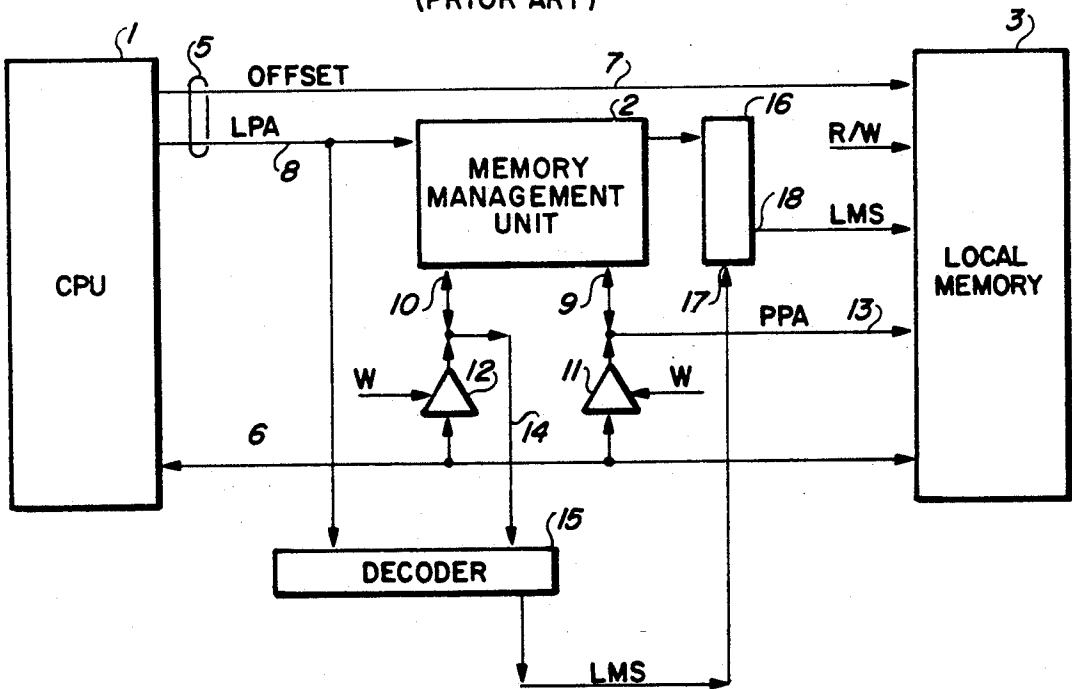 (PRIOR ART)
1
5
OFFSET
7
3
LPA
8
2
16
R/W
MEMORY
MANAGEMENT
UNIT
18
LMS
CPU
LOCAL
MEMORY
10
9
17
PPA
13
W
12
11
W
6
14
15
DECODER
LMS